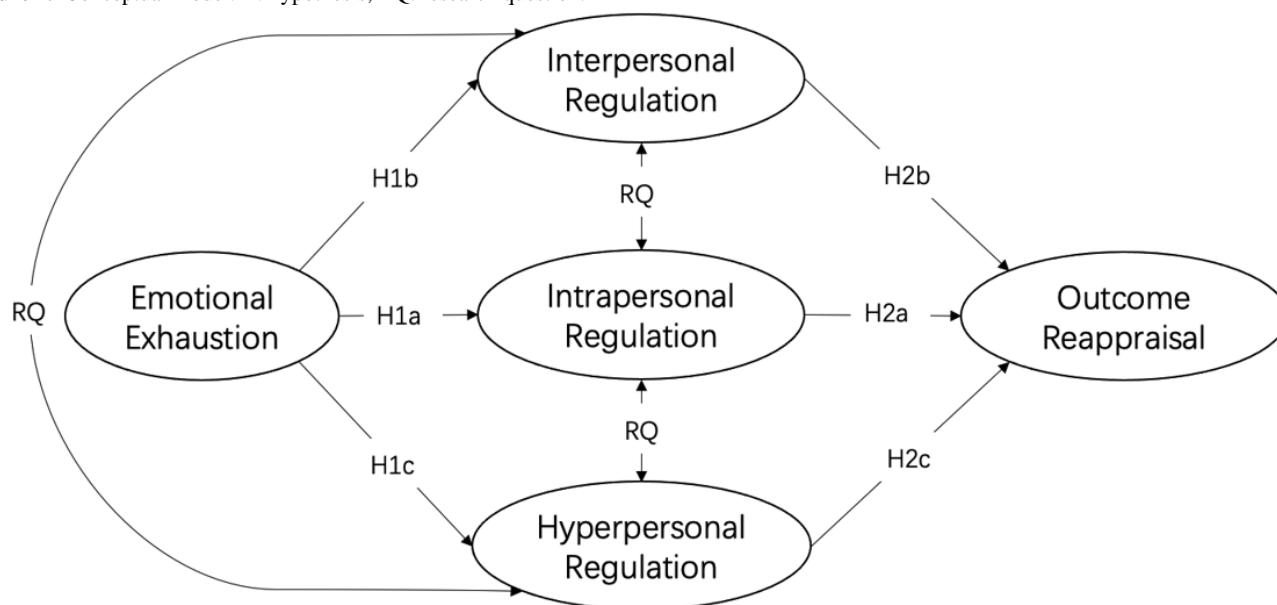 Interpersonal
Regulation
H1b
H2b
RQ
Emotional
Exhaustion
RQ
H1a
Intrapersonal
Regulation
H2a
Outcome
Reappraisal
RQ
H1c
H2c
Hyperpersonal
Regulation